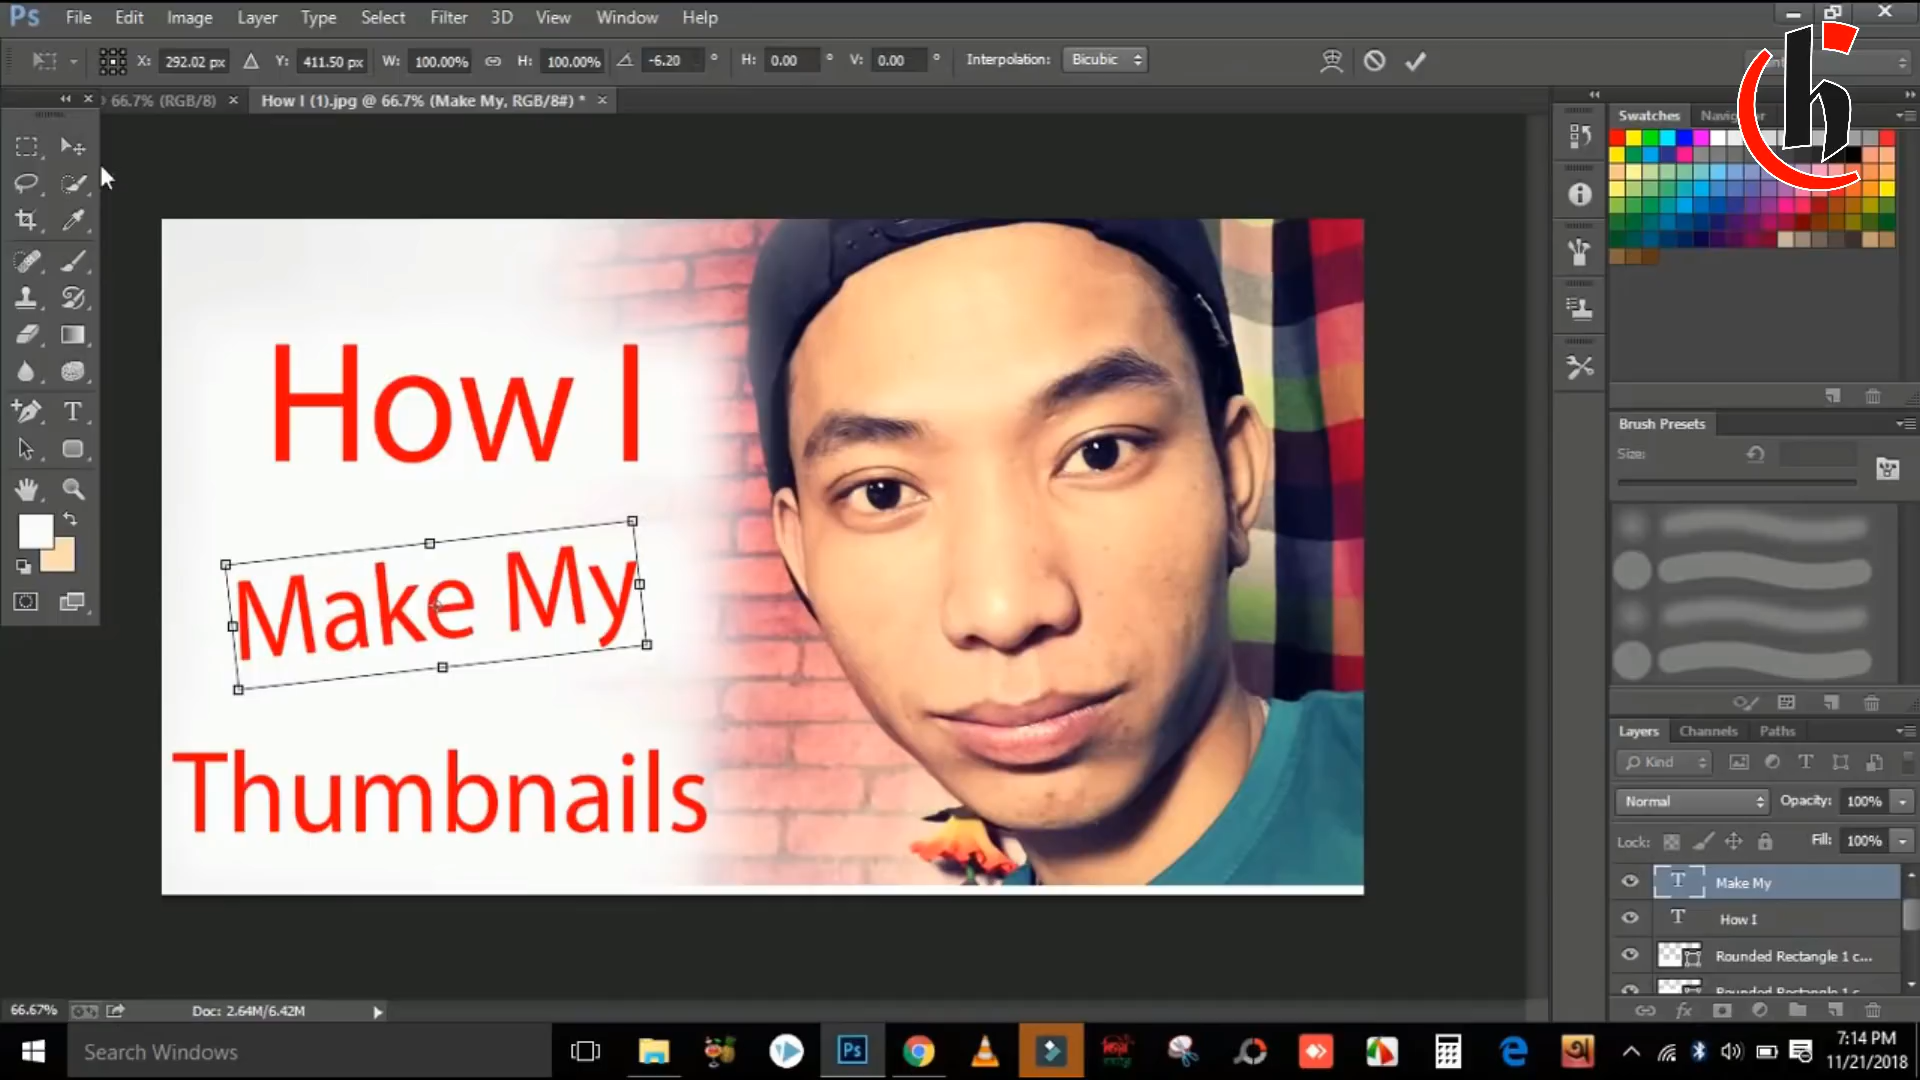 Ps File Edit Image Layer Type Select Filter 3D View Window Help
X: 292.02 px Y: 411.50 px W: 100.00% H: 100.00% -6.20 ° H: 0.00 ° V: 0.00 ° Interpolation: Bicubic
66.7% (RGB/8) × How I (1).jpg @ 66.7% (Make My, RGB/8#) * ×
Swatches
How I
Make My
Thumbnails
Brush Presets
Size:
Layers Channels Paths
Kind
Normal Opacity: 100%
Lock: Fill: 100%
Make My
How I
Rounded Rectangle 1 c...
Rounded Rectangle 1 c
66.67% Doc: 2.64M/6.42M
Search Windows
Ps
7:14 PM
11/21/2018